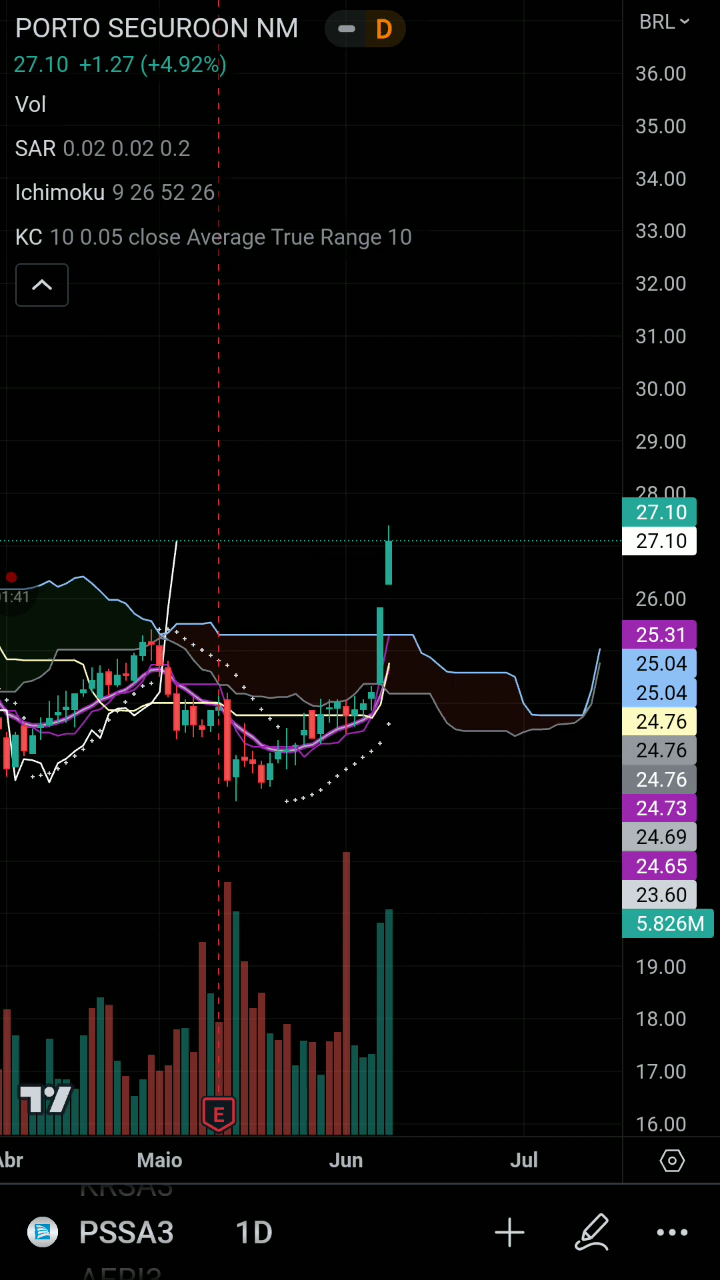 PORTO SEGUROON NM
D
BRL
27.10 +1.27 (+4.92%)
Vol
SAR 0.02 0.02 0.2
Ichimoku 9 26 52 26
KC 10 0.05 close Average True Range 10
36.00
35.00
34.00
33.00
32.00
31.00
30.00
29.00
28.00
27.10
27.10
26.00
1:41
25.31
25.04
25.04
24.76
24.76
24.76
24.73
24.69
24.65
23.60
5.826M
19.00
18.00
17.00
16.00
E
Abr
Maio
Jun
Jul
KRSA3
PSSA3
1D
AERI3